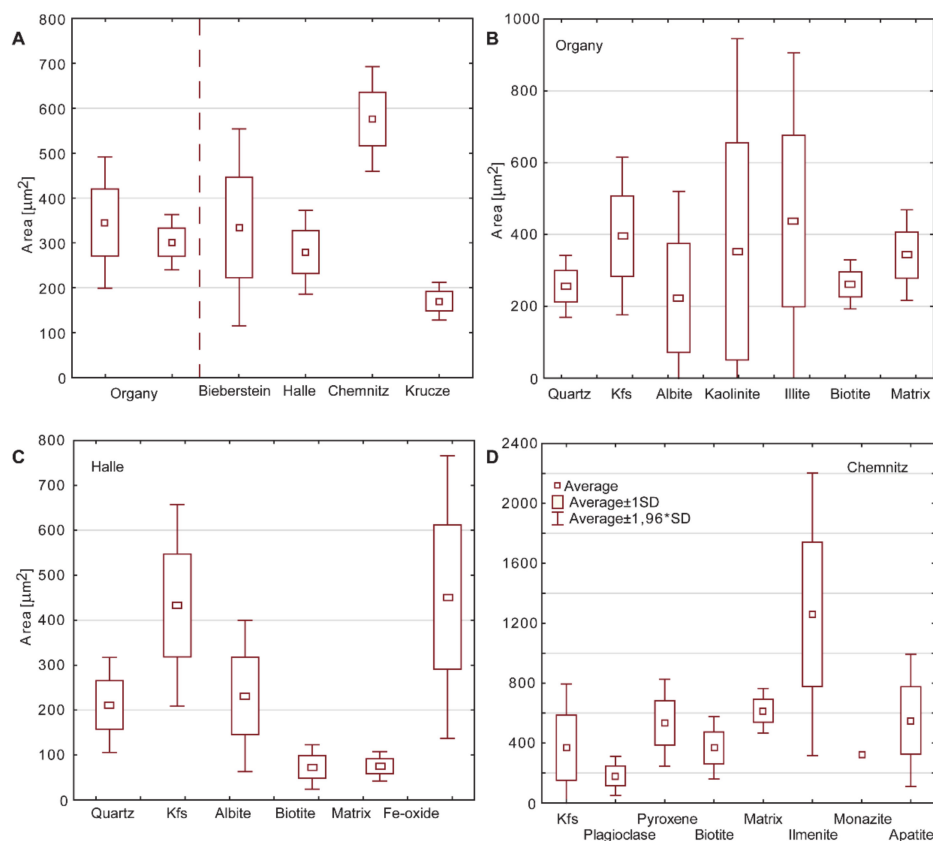 A
Area [μm²]
800
700
600
500
400
300
200
100
0
Organy
Bieberstein
Halle
Chemnitz
Krucze
B
Organy
Area [μm²]
1000
800
600
400
200
0
Quartz
Kfs
Albite
Kaolinite
Illite
Biotite
Matrix
C
Halle
Area [μm²]
800
700
600
500
400
300
200
100
0
Quartz
Kfs
Albite
Biotite
Matrix
Fe-oxide
D
Chemnitz
Average
Average±1SD
Average±1,96*SD
2400
2000
1600
1200
800
400
0
Kfs
Plagioclase
Pyroxene
Biotite
Matrix
Ilmenite
Monazite
Apatite